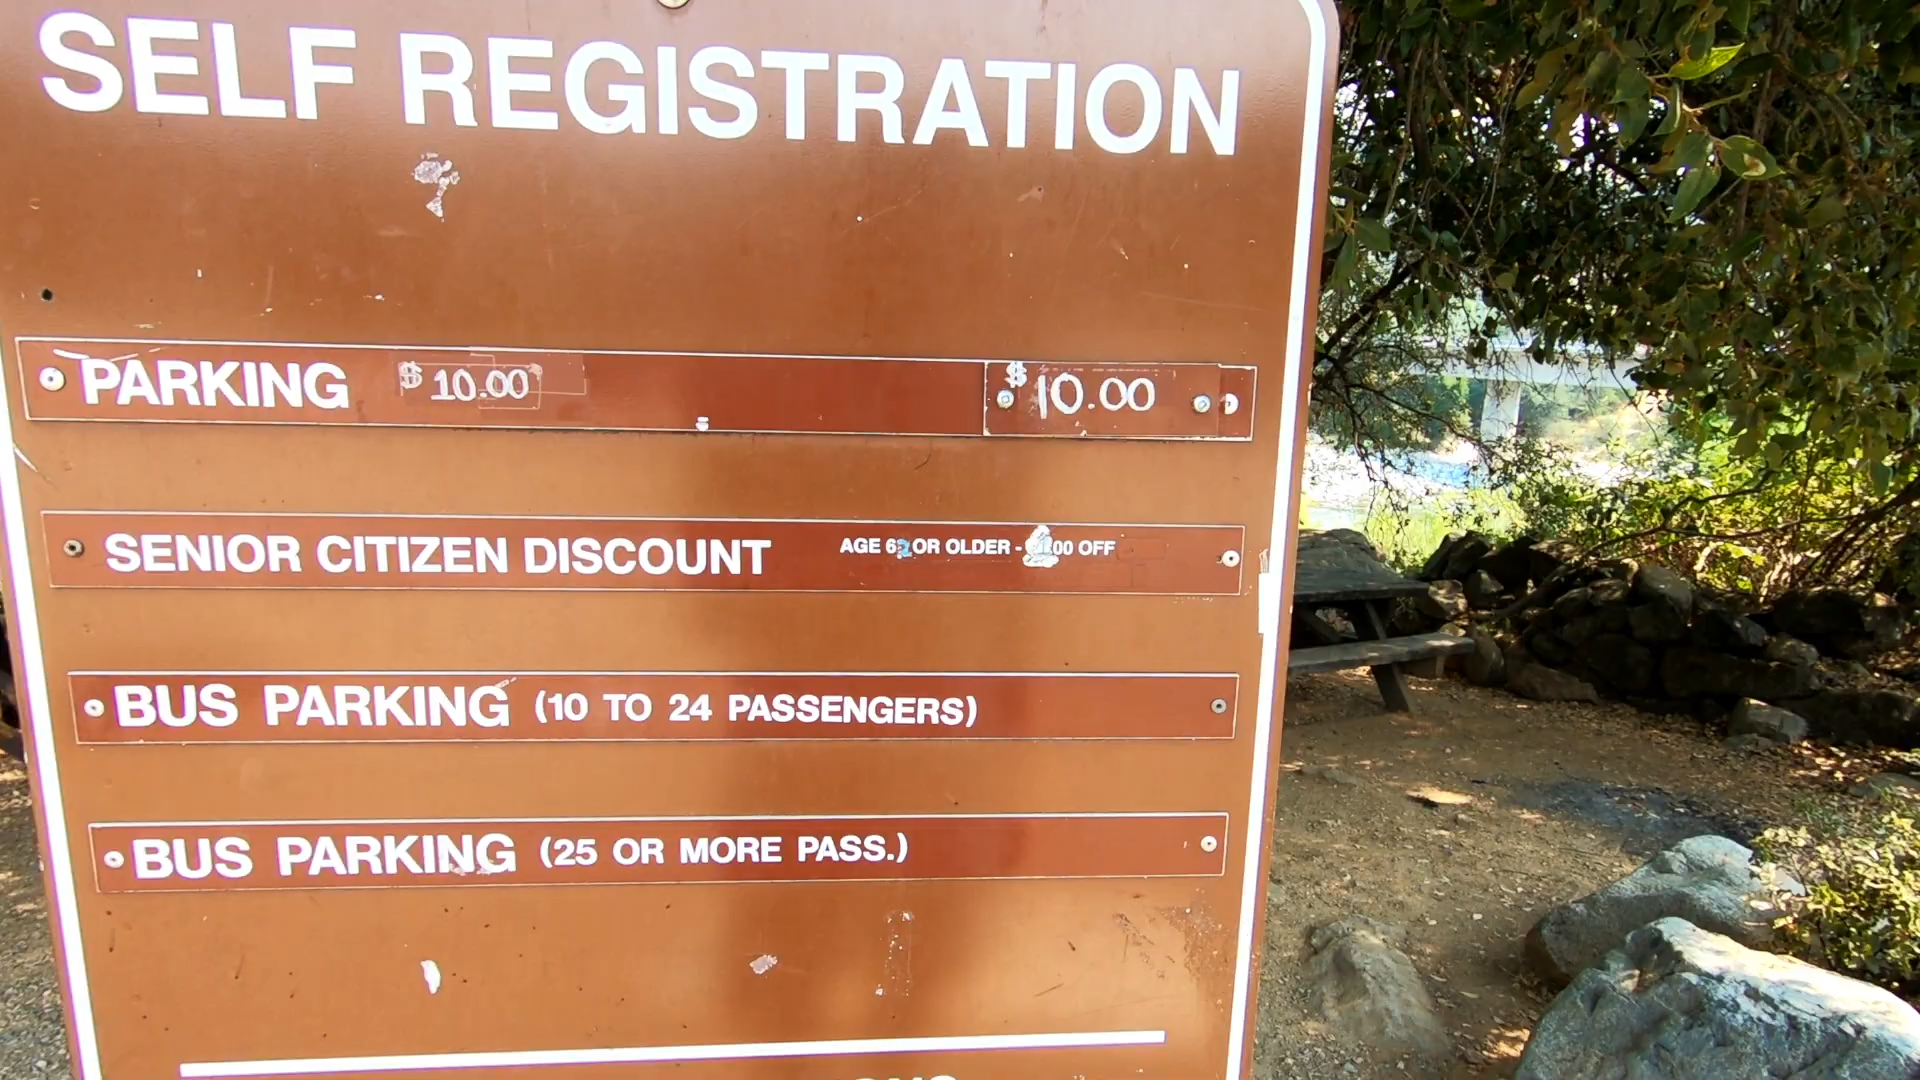 SELF REGISTRATION
PARKING $10.00 $10.00
SENIOR CITIZEN DISCOUNT AGE 62 OR OLDER - 00 OFF
BUS PARKING (10 TO 24 PASSENGERS)
BUS PARKING (25 OR MORE PASS.)